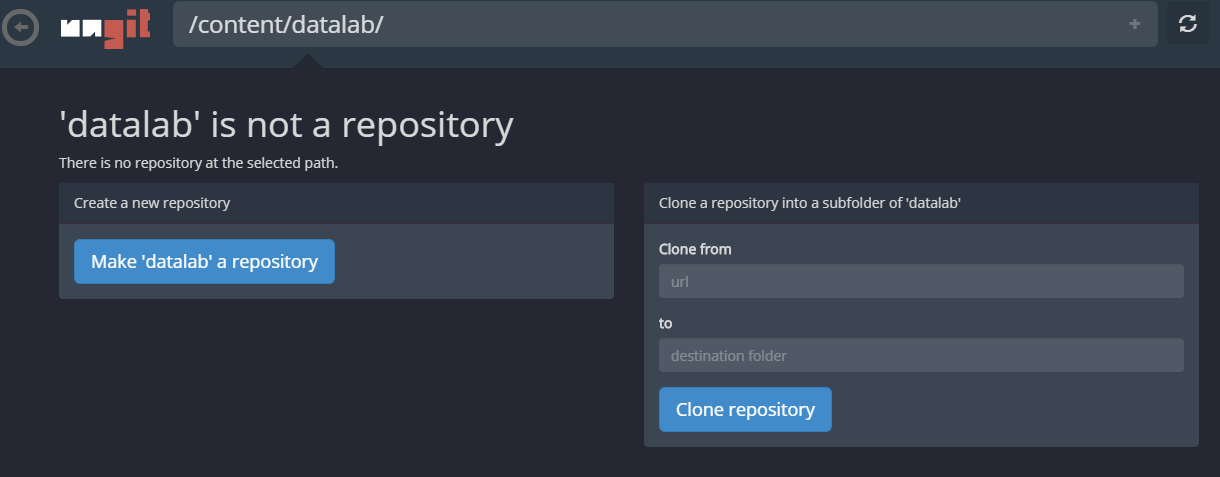 ungit
/content/datalab/
+
'datalab' is not a repository
There is no repository at the selected path.
Create a new repository
Make 'datalab' a repository
Clone a repository into a subfolder of 'datalab'
Clone from
url
to
destination folder
Clone repository